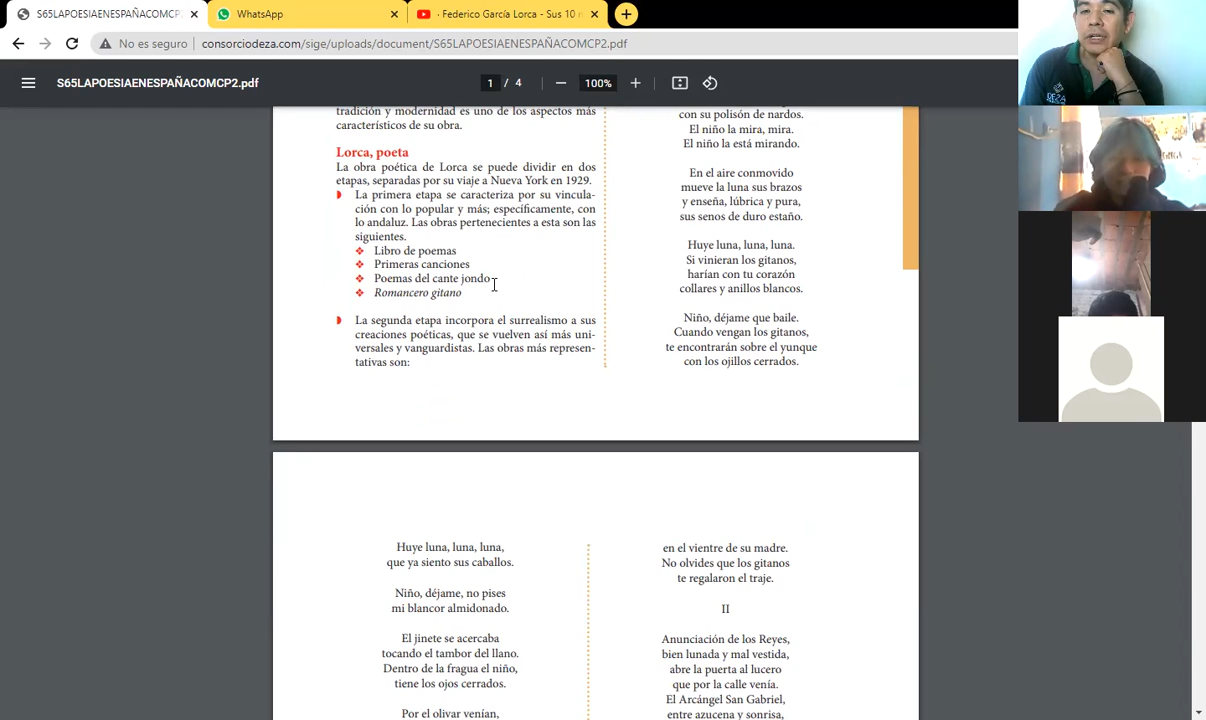 S65LAPOESIAENESPAÑACOMCP2.pd
WhatsApp
· Federico García Lorca - Sus 10 n
No es seguro
consorciodeza.com/sige/uploads/document/S65LAPOESIAENESPAÑACOMCP2.pdf
S65LAPOESIAENESPAÑACOMCP2.pdf
1 / 4
100%
tradición y modernidad es uno de los aspectos más
característicos de su obra.
Lorca, poeta
La obra poética de Lorca se puede dividir en dos
etapas, separadas por su viaje a Nueva York en 1929.
La primera etapa se caracteriza por su vincula-
ción con lo popular y más; específicamente, con
lo andaluz. Las obras pertenecientes a esta son las
siguientes.
Libro de poemas
Primeras canciones
Poemas del cante jondo
Romancero gitano
La segunda etapa incorpora el surrealismo a sus
creaciones poéticas, que se vuelven así más uni-
versales y vanguardistas. Las obras más represen-
tativas son:
con su polisón de nardos.
El niño la mira, mira.
El niño la está mirando.
En el aire conmovido
mueve la luna sus brazos
y enseña, lúbrica y pura,
sus senos de duro estaño.
Huye luna, luna, luna.
Si vinieran los gitanos,
harían con tu corazón
collares y anillos blancos.
Niño, déjame que baile.
Cuando vengan los gitanos,
te encontrarán sobre el yunque
con los ojillos cerrados.
Huye luna, luna, luna,
que ya siento sus caballos.
Niño, déjame, no pises
mi blancor almidonado.
El jinete se acercaba
tocando el tambor del llano.
Dentro de la fragua el niño,
tiene los ojos cerrados.
Por el olivar venían,
en el vientre de su madre.
No olvides que los gitanos
te regalaron el traje.
II
Anunciación de los Reyes,
bien lunada y mal vestida,
abre la puerta al lucero
que por la calle venía.
El Arcángel San Gabriel,
entre azucena y sonrisa,